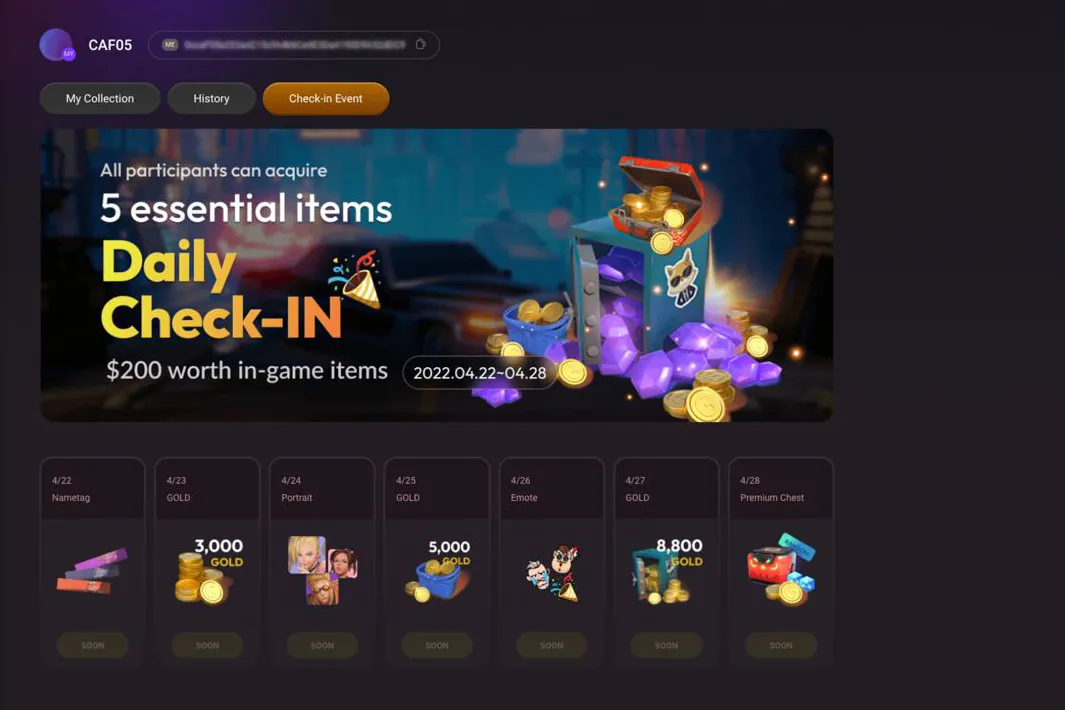 MY
CAF05
ME
My Collection
History
Check-in Event
All participants can acquire
5 essential items
Daily
Check-IN
$200 worth in-game items
2022.04.22~04.28
4/22
Nametag
SOON
4/23
GOLD
3,000
GOLD
SOON
4/24
Portrait
SOON
4/25
GOLD
5,000
GOLD
SOON
4/26
Emote
SOON
4/27
GOLD
8,800
GOLD
SOON
4/28
Premium Chest
RANDOM
SOON